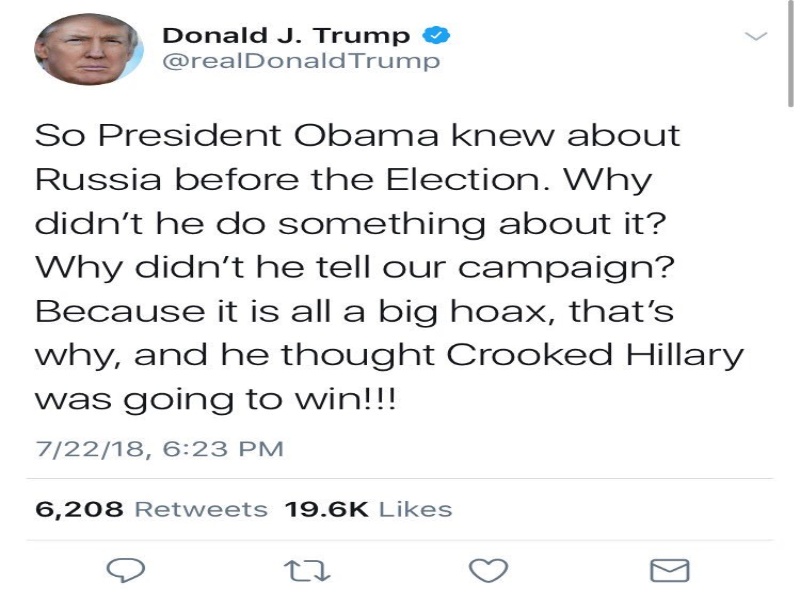 Donald J. Trump
@realDonaldTrump
So President Obama knew about
Russia before the Election. Why
didn’t he do something about it?
Why didn’t he tell our campaign?
Because it is all a big hoax, that’s
why, and he thought Crooked Hillary
was going to win!!!
7/22/18, 6:23 PM
6,208 Retweets 19.6K Likes